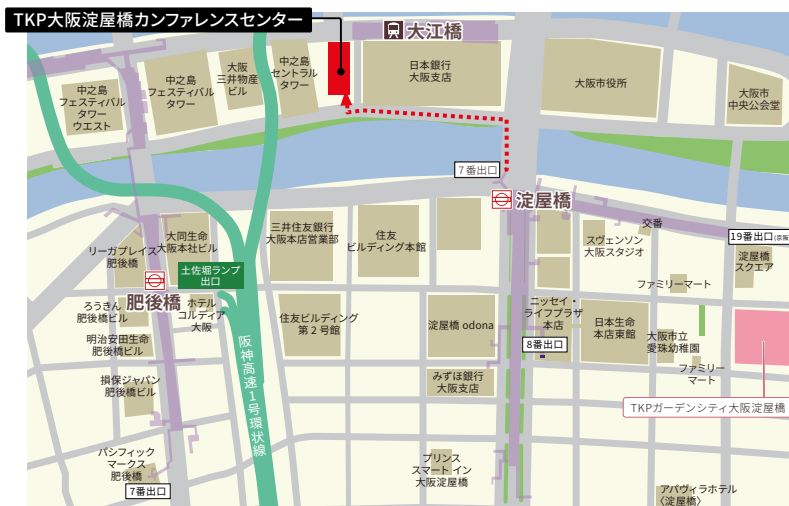 TKP大阪淀屋橋カンファレンスセンター
大江橋
中之島
フェスティバル
タワー
ウエスト
中之島
フェスティバル
タワー
大阪
三井物産
ビル
中之島
セントラル
タワー
日本銀行
大阪支店
大阪市役所
大阪市
中央公会堂
7番出口
淀屋橋
大同生命
大阪本社ビル
三井住友銀行
大阪本店営業部
住友
ビルディング本館
交番
スヴェンソン
大阪スタジオ
19番出口
淀屋橋
スクエア
リーガプレイス
肥後橋
土佐堀ランプ
出口
ファミリーマート
肥後橋
ろうきん
肥後橋ビル
ホテル
コルディア
大阪
住友ビルディング
第2号館
淀屋橋 odona
ニッセイ・
ライフプラザ
本店
日本生命
本店東館
大阪市立
愛珠幼稚園
明治安田生命
肥後橋ビル
8番出口
阪神高速1号環状線
損保ジャパン
肥後橋ビル
みずほ銀行
大阪支店
ファミリー
マート
TKPガーデンシティ大阪淀屋橋
パシフィック
マークス
肥後橋
プリンス
スマート イン
大阪淀屋橋
7番出口
アパヴィラホテル
〈淀屋橋〉